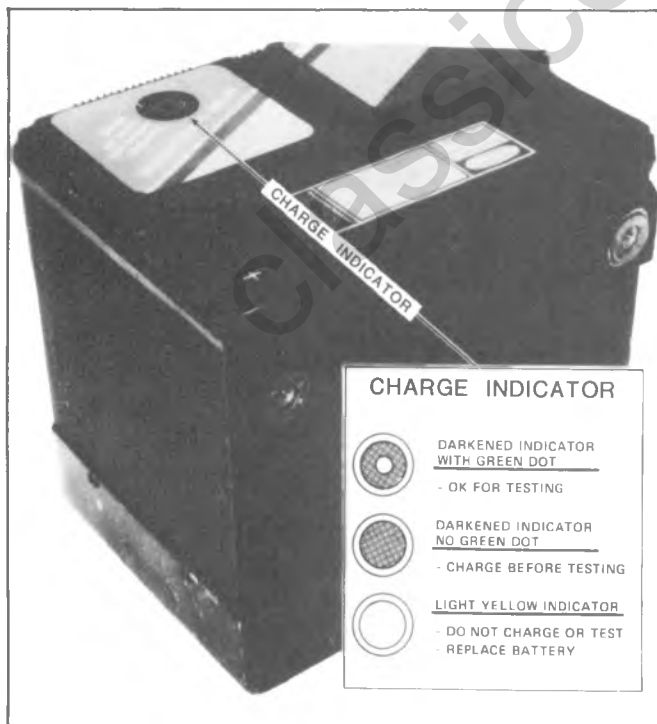 classic
CHARGE INDICATOR
+
−
CHARGE INDICATOR
DARKENED INDICATOR
WITH GREEN DOT
- OK FOR TESTING
DARKENED INDICATOR
NO GREEN DOT
- CHARGE BEFORE TESTING
LIGHT YELLOW INDICATOR
- DO NOT CHARGE OR TEST
- REPLACE BATTERY